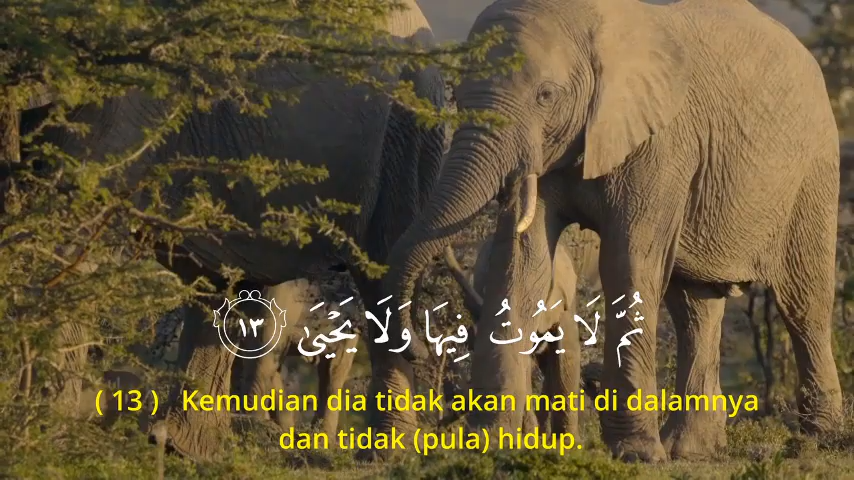 ثُمَّ لَا يَمُوتُ فِيهَا وَلَا يَحْيَىٰ ١٣
( 13 ) Kemudian dia tidak akan mati di dalamnya
dan tidak (pula) hidup.